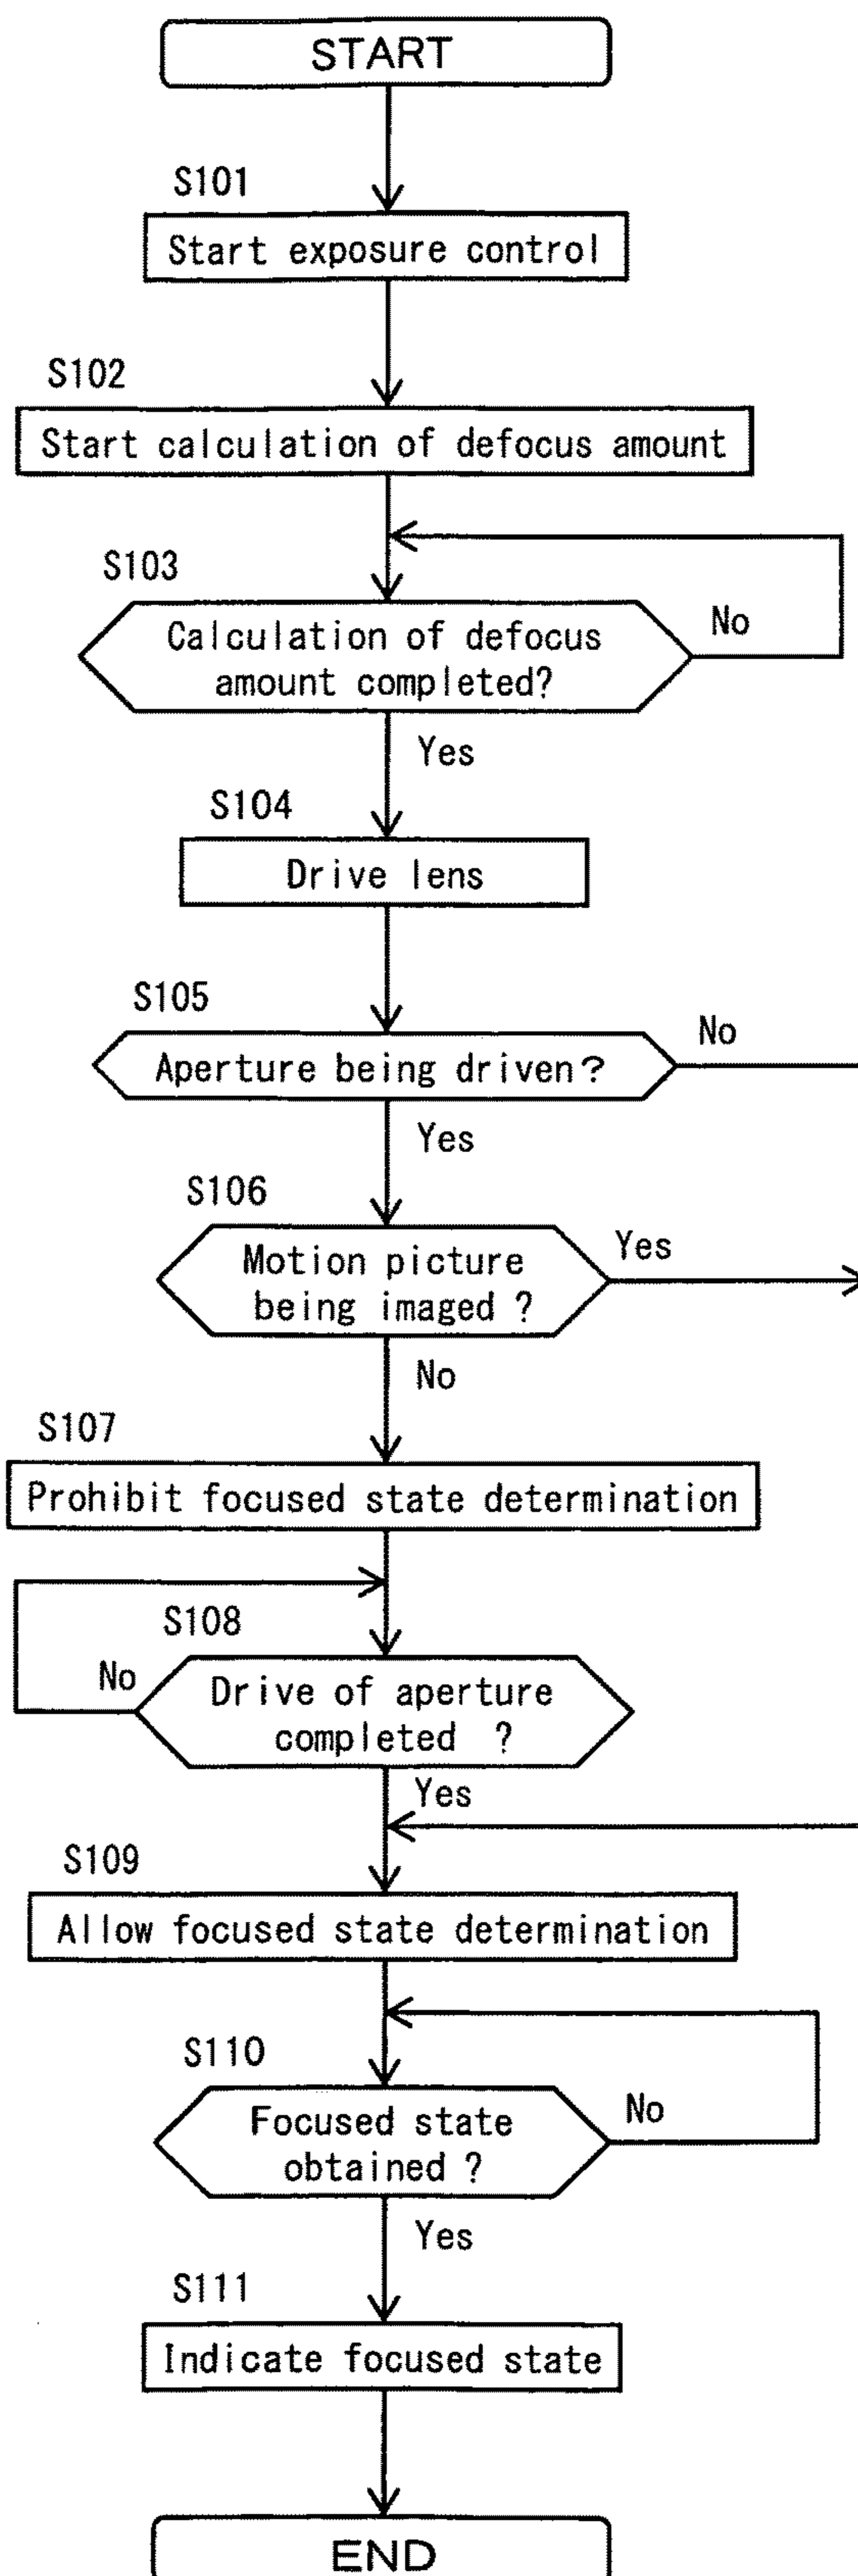 START
S101
Start exposure control
S102
Start calculation of defocus amount
S103
Calculation of defocus
amount completed?
No
Yes
S104
Drive lens
S105
Aperture being driven?
No
Yes
S106
Motion picture
being imaged ?
Yes
No
S107
Prohibit focused state determination
S108
No
Drive of aperture
completed ?
Yes
S109
Allow focused state determination
S110
Focused state
obtained ?
No
Yes
S111
Indicate focused state
END